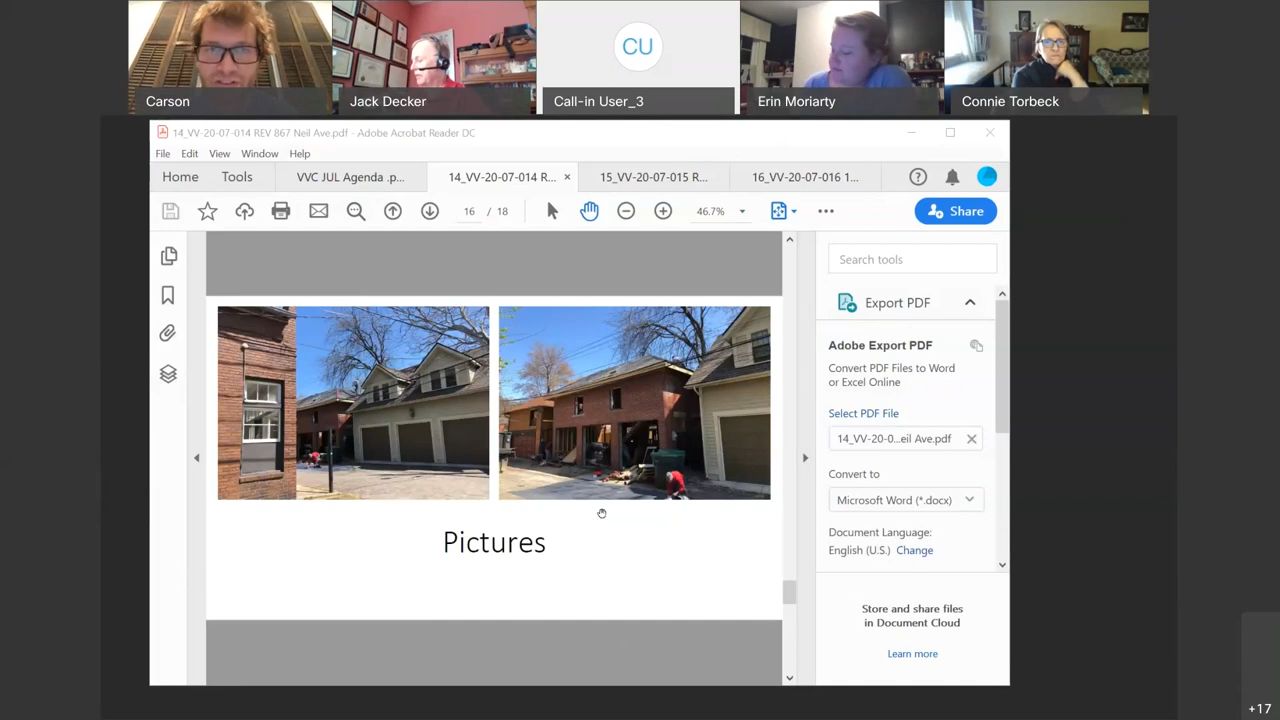 CU
Carson
Jack Decker
Call-in User_3
Erin Moriarty
Connie Torbeck
14_VV-20-07-014 REV 867 Neil Ave.pdf - Adobe Acrobat Reader DC
File Edit View Window Help
Home Tools VVC JUL Agenda .p... 14_VV-20-07-014 R... × 15_VV-20-07-015 R... 16_VV-20-07-016 1...
16 / 18 46.7% Share
Search tools
Export PDF
Adobe Export PDF
Convert PDF Files to Word
or Excel Online
Select PDF File
14_VV-20-0...eil Ave.pdf
Convert to
Microsoft Word (*.docx)
Document Language:
English (U.S.) Change
Pictures
Store and share files
in Document Cloud
Learn more
+17